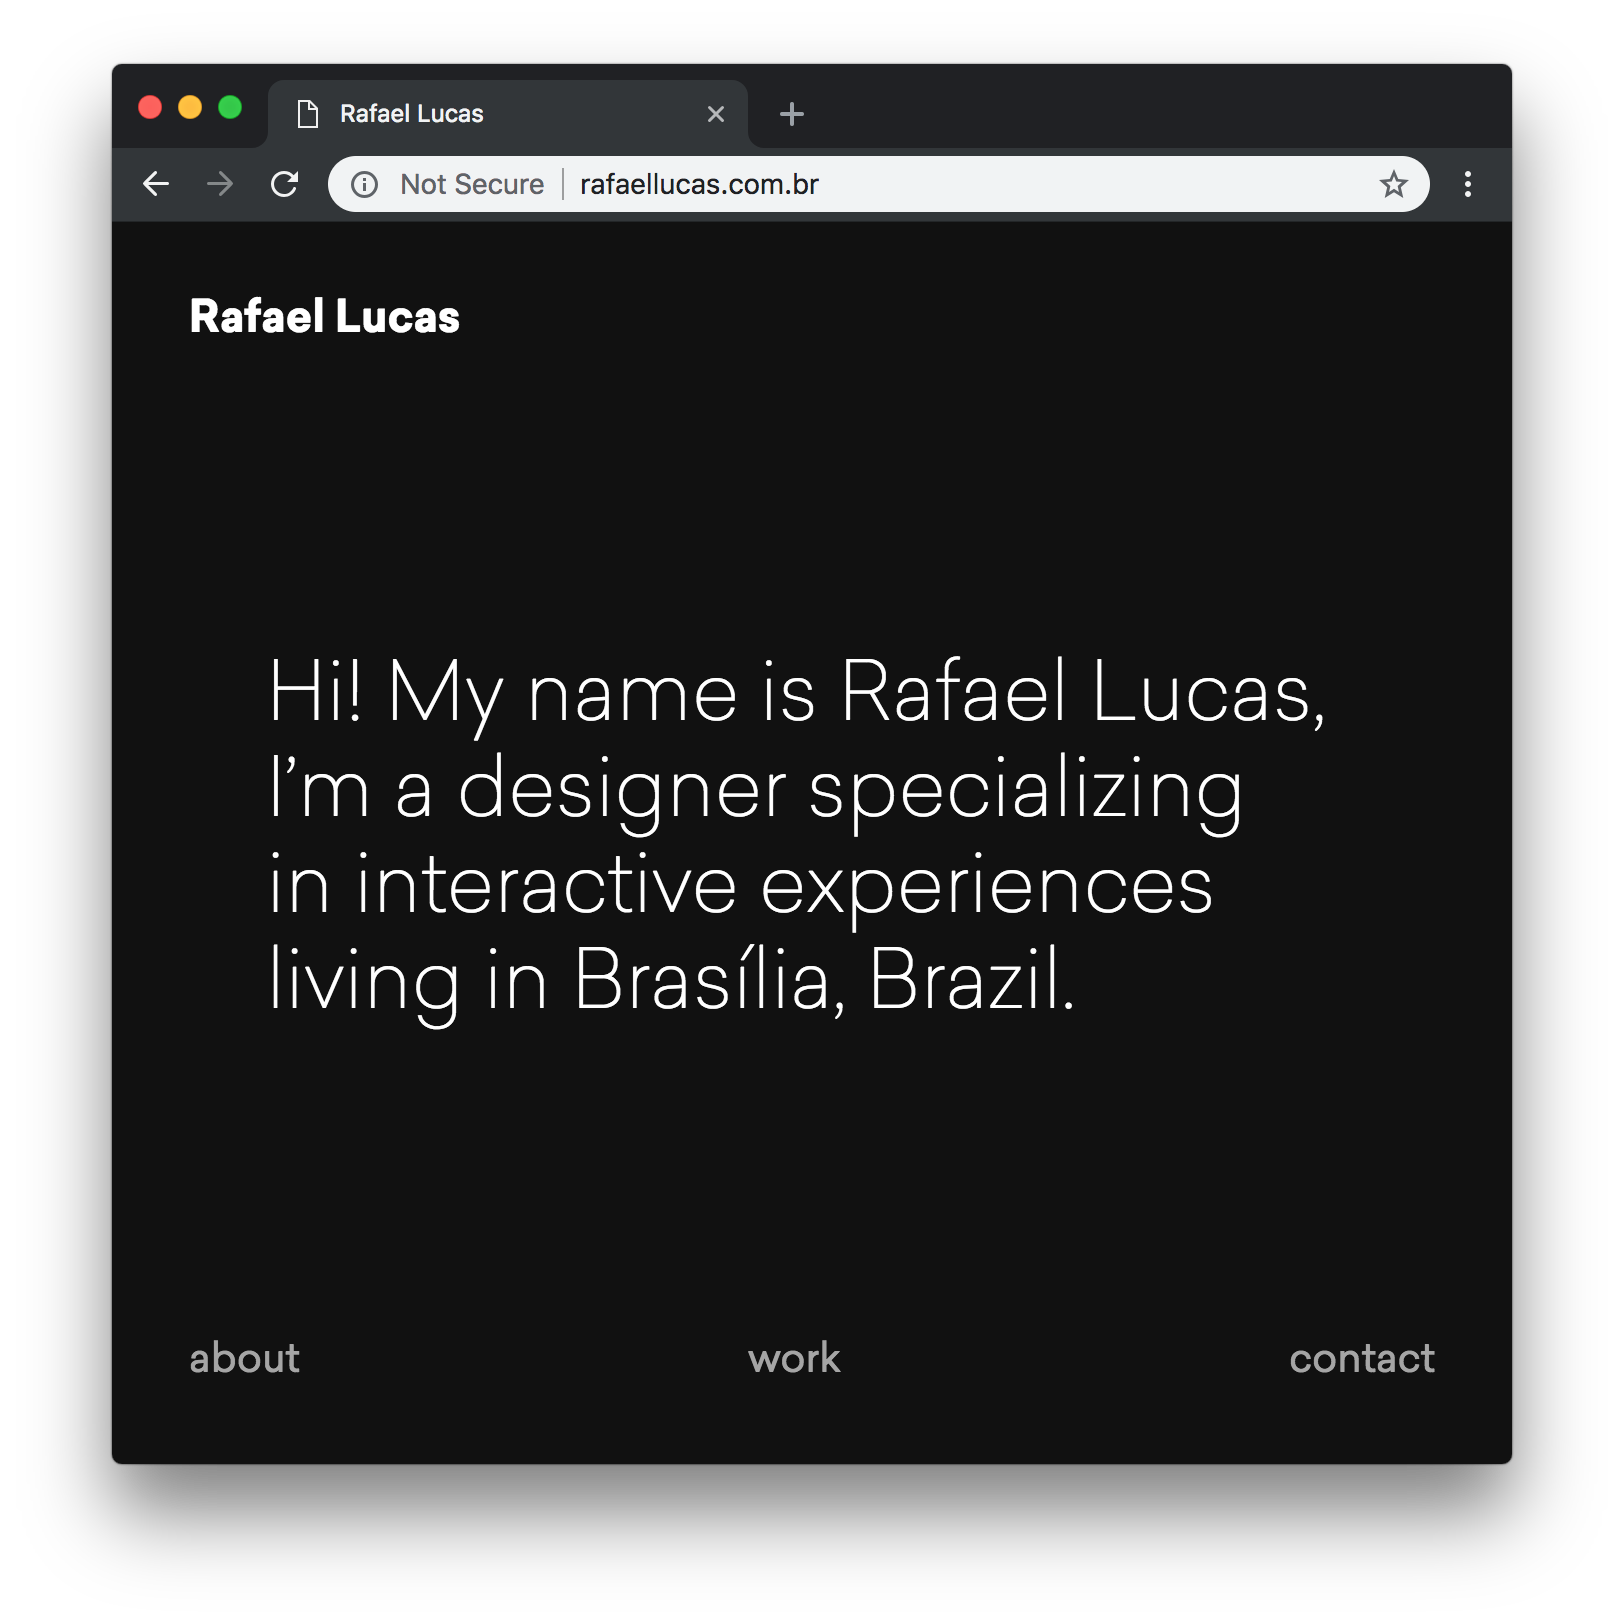 Rafael Lucas
Not Secure rafaellucas.com.br
Rafael Lucas
Hi! My name is Rafael Lucas,
I’m a designer specializing
in interactive experiences
living in Brasília, Brazil.
about work contact